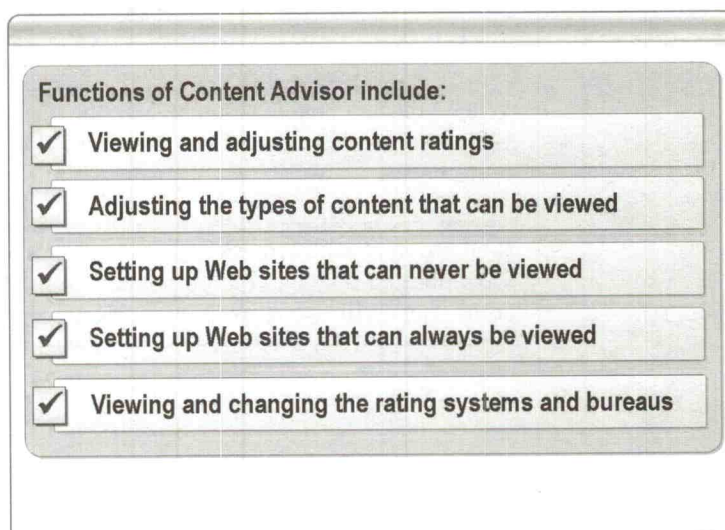 Functions of Content Advisor include:
Viewing and adjusting content ratings
Adjusting the types of content that can be viewed
Setting up Web sites that can never be viewed
Setting up Web sites that can always be viewed
Viewing and changing the rating systems and bureaus